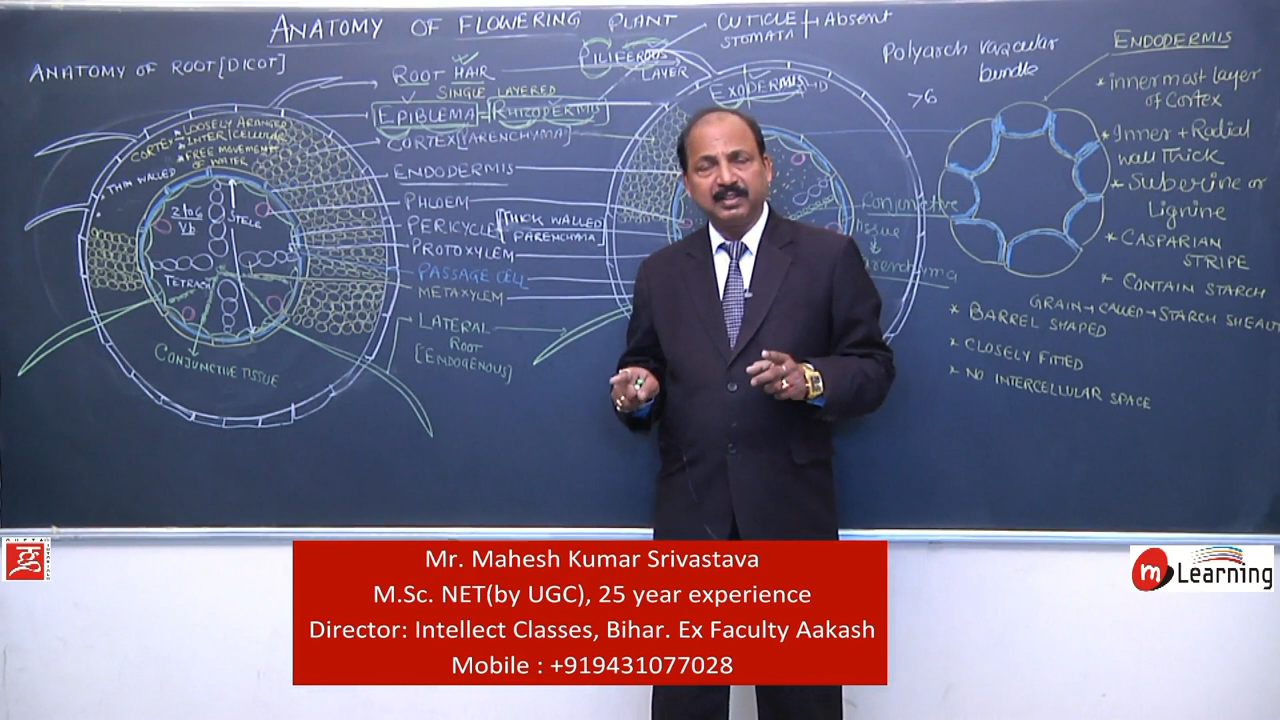 ANATOMY OF FLOWERING PLANT
CUTICLE
STOMATA
Absent
ANATOMY OF ROOT [DICOT]
ROOT HAIR
SINGLE LAYERED
PILIFEROUS
LAYER
EPIBLEMA = RHIZODERMIS
CORTEX [PARENCHYMA]
ENDODERMIS
PHLOEM
PERICYCLE
THICK WALLED
PARENCHYMA
PROTOXYLEM
PASSAGE CELL
METAXYLEM
LATERAL
ROOT
[ENDOGENOUS]
CORTEX
* LOOSELY ARRANGED
* INTERCELLULAR
* FREE MOVEMENT
OF WATER
* THIN WALLED
2 to 6
Vb
STELE
TETRACH
CONJUNCTIVE TISSUE
EXODERMIS
Conjunctive
Tissue
Polyarch vascular
bundle
>6
ENDODERMIS
* inner most layer
of Cortex
* Inner + Radial
wall Thick
* Suberine or
Lignine
* CASPARIAN
STRIPE
* CONTAIN STARCH
GRAIN → CALLED → STARCH SHEATH
* BARREL SHAPED
* CLOSELY FITTED
* NO INTERCELLULAR SPACE
Mr. Mahesh Kumar Srivastava
M.Sc. NET(by UGC), 25 year experience
Director: Intellect Classes, Bihar. Ex Faculty Aakash
Mobile : +919431077028
m Learning